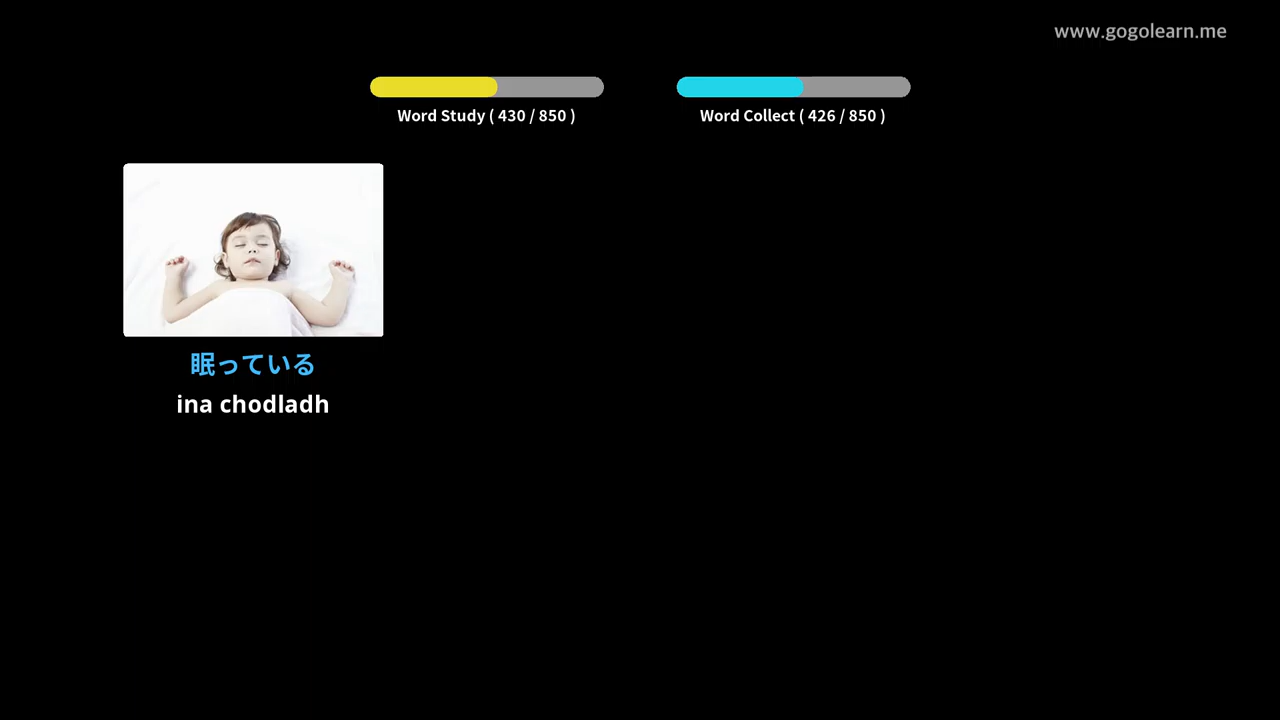 www.gogolearn.me
Word Study ( 430 / 850 )
Word Collect ( 426 / 850 )
眠っている
ina chodladh